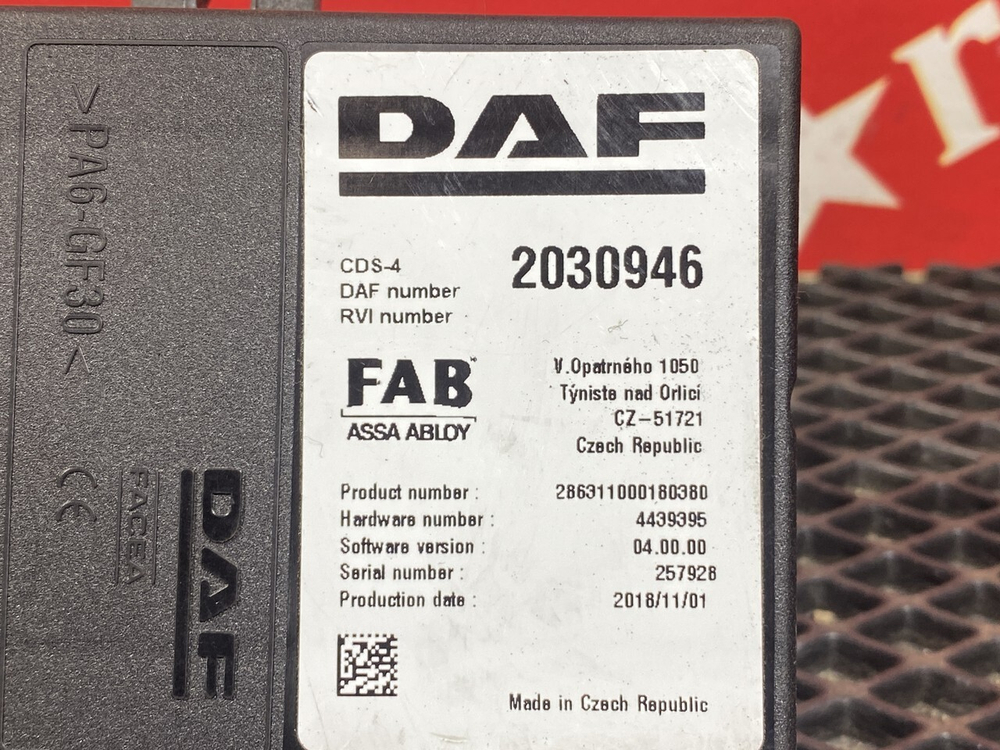 >PA6-GF30<
CE
FACEA
DAF
DAF
CDS-4
DAF number 2030946
RVI number
FAB™
ASSA ABLOY
V.Opatrného 1050
Týniste nad Orlicí
CZ-51721
Czech Republic
Product number : 286311000180380
Hardware number : 4439395
Software version : 04.00.00
Serial number : 257928
Production date : 2018/11/01
Made in Czech Republic
r